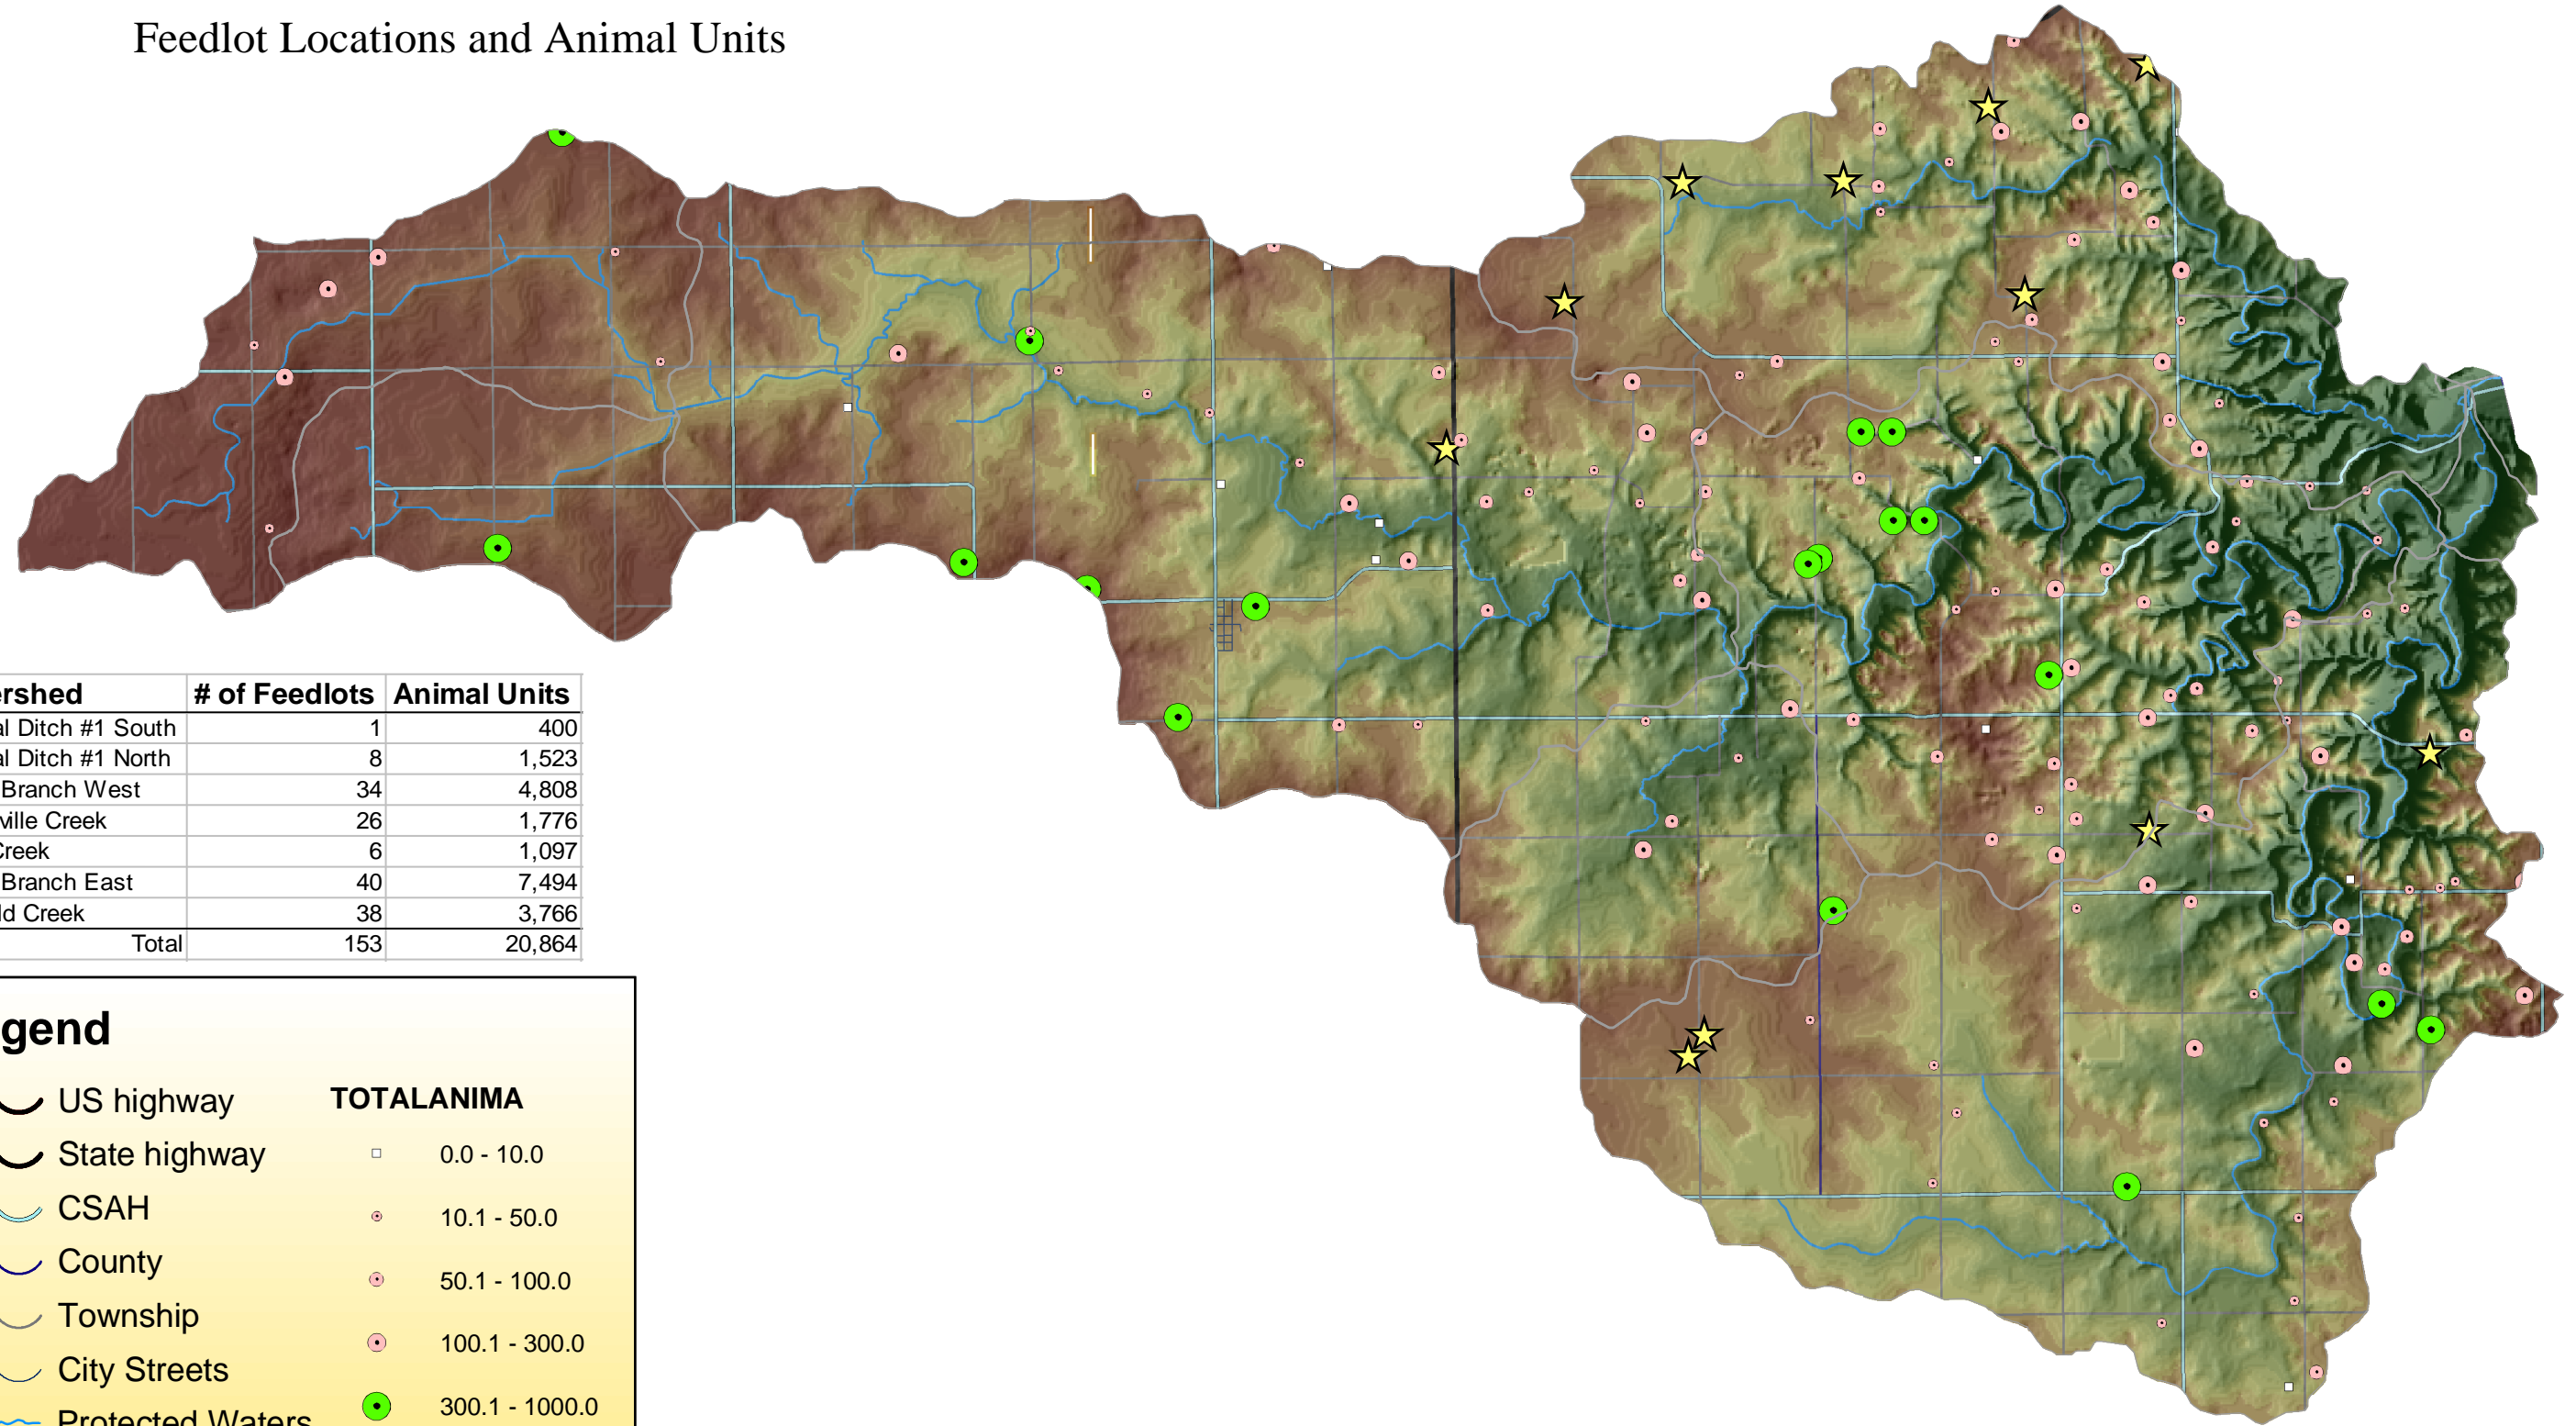 Feedlot Locations and Animal Units
ershed # of Feedlots Animal Units
al Ditch #1 South 1 400
al Ditch #1 North 8 1,523
Branch West 34 4,808
ville Creek 26 1,776
Creek 6 1,097
Branch East 40 7,494
ld Creek 38 3,766
Total 153 20,864
gend
US highway
State highway
CSAH
County
Township
City Streets
Protected Waters
TOTALANIMA
0.0 - 10.0
10.1 - 50.0
50.1 - 100.0
100.1 - 300.0
300.1 - 1000.0